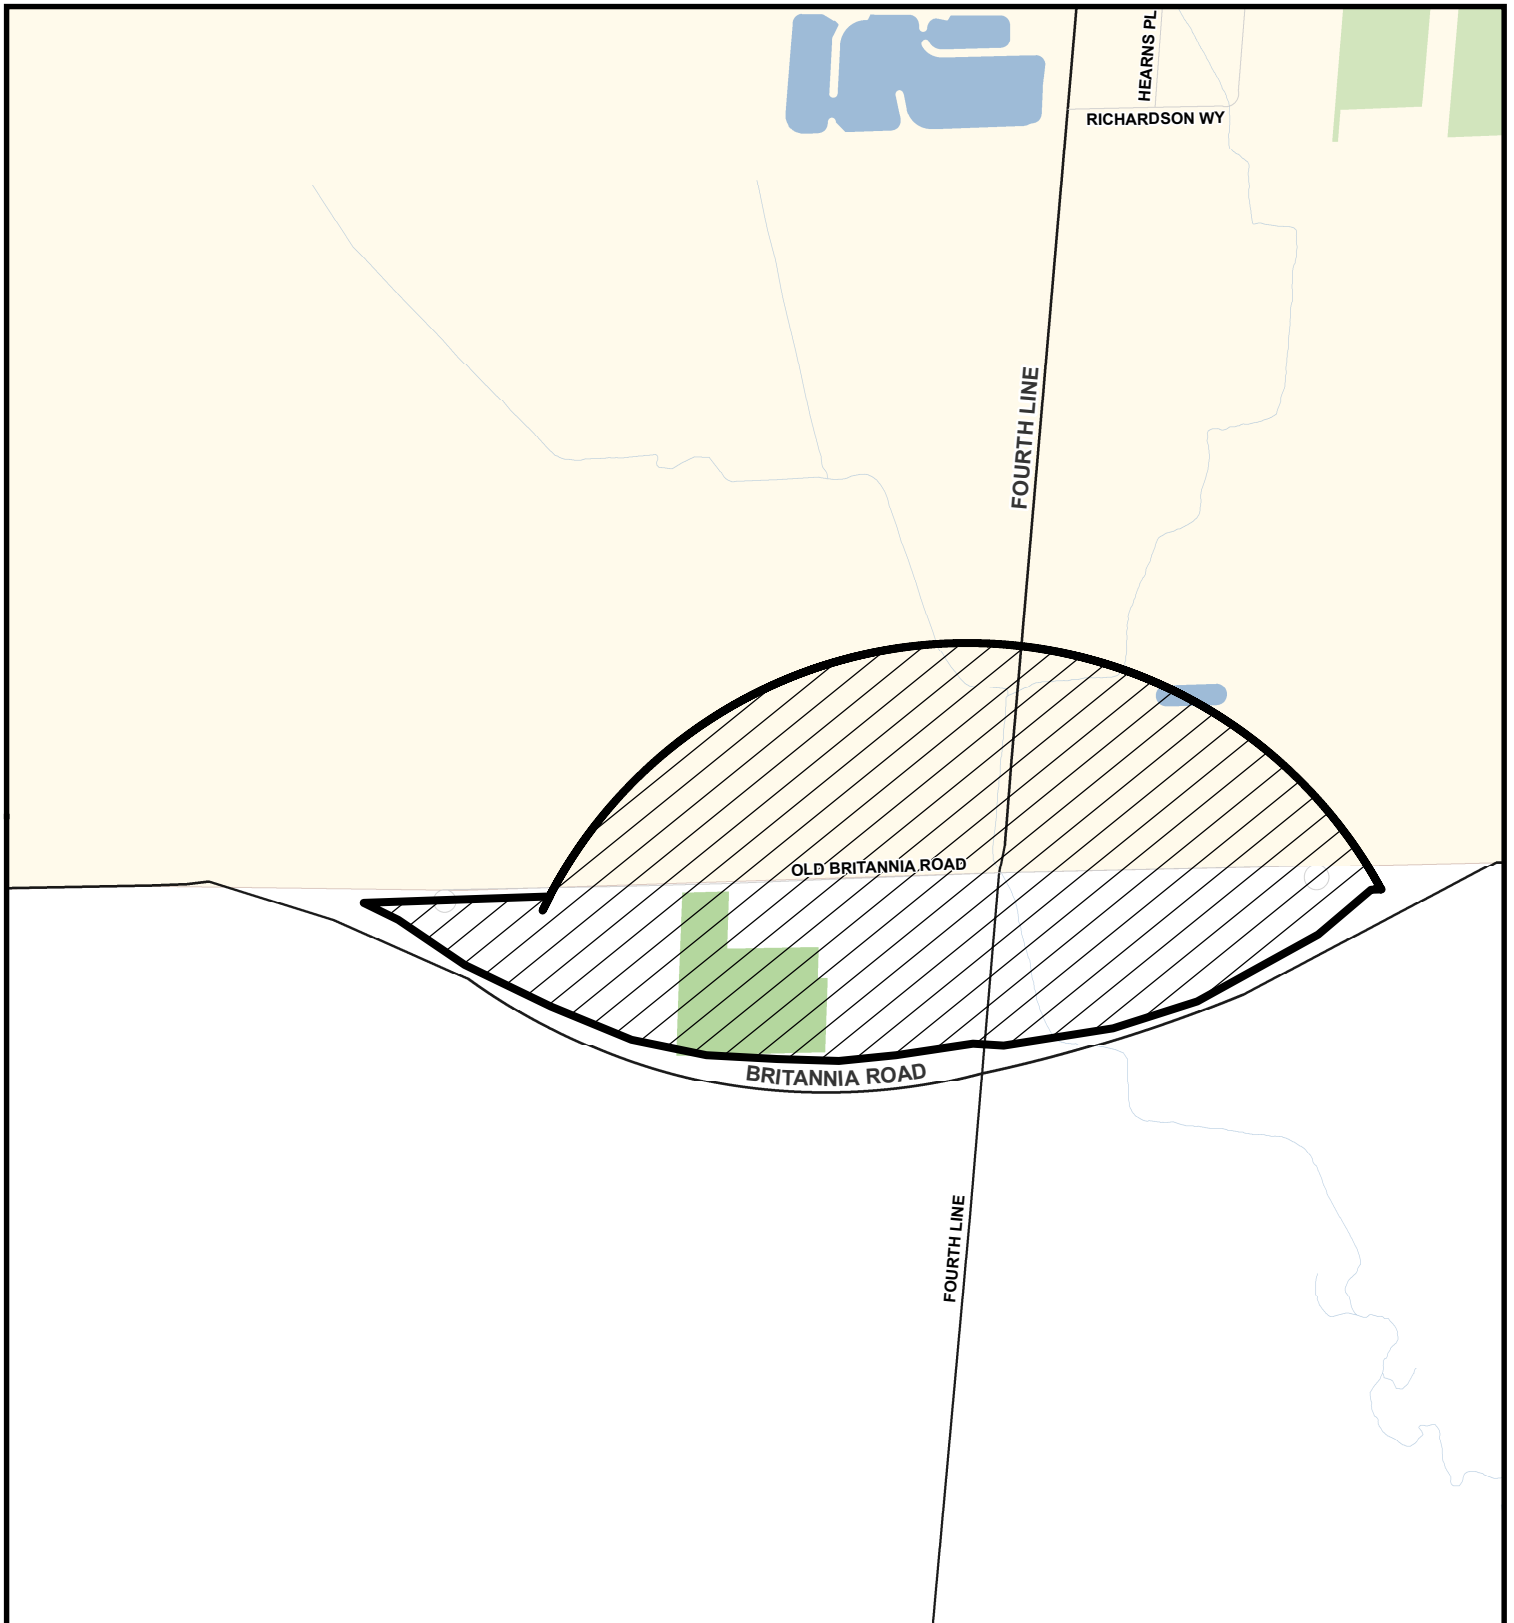 HEARNS PL
RICHARDSON WY
FOURTH LINE
OLD BRITANNIA ROAD
BRITANNIA ROAD
FOURTH LINE